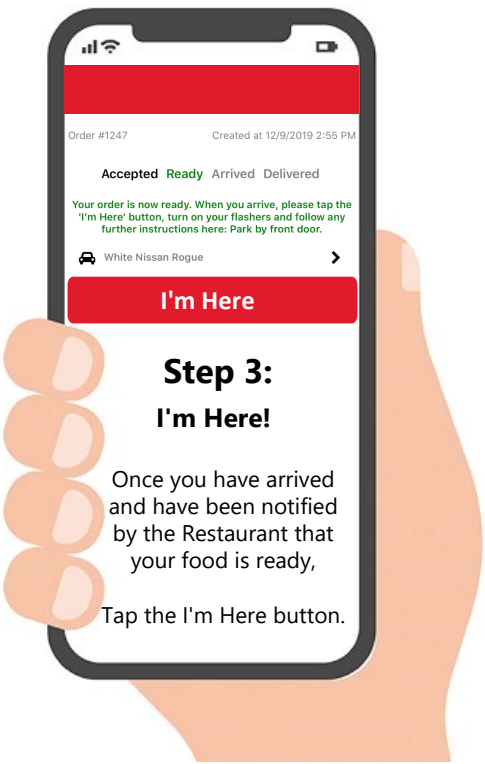 Order #1247 Created at 12/9/2019 2:55 PM
Accepted Ready Arrived Delivered
Your order is now ready. When you arrive, please tap the
'I'm Here' button, turn on your flashers and follow any
further instructions here: Park by front door.
White Nissan Rogue
I'm Here
Step 3:
I'm Here!
Once you have arrived
and have been notified
by the Restaurant that
your food is ready,
Tap the I'm Here button.